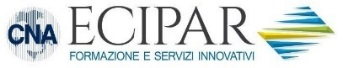 CNA ECIPAR
FORMAZIONE E SERVIZI INNOVATIVI